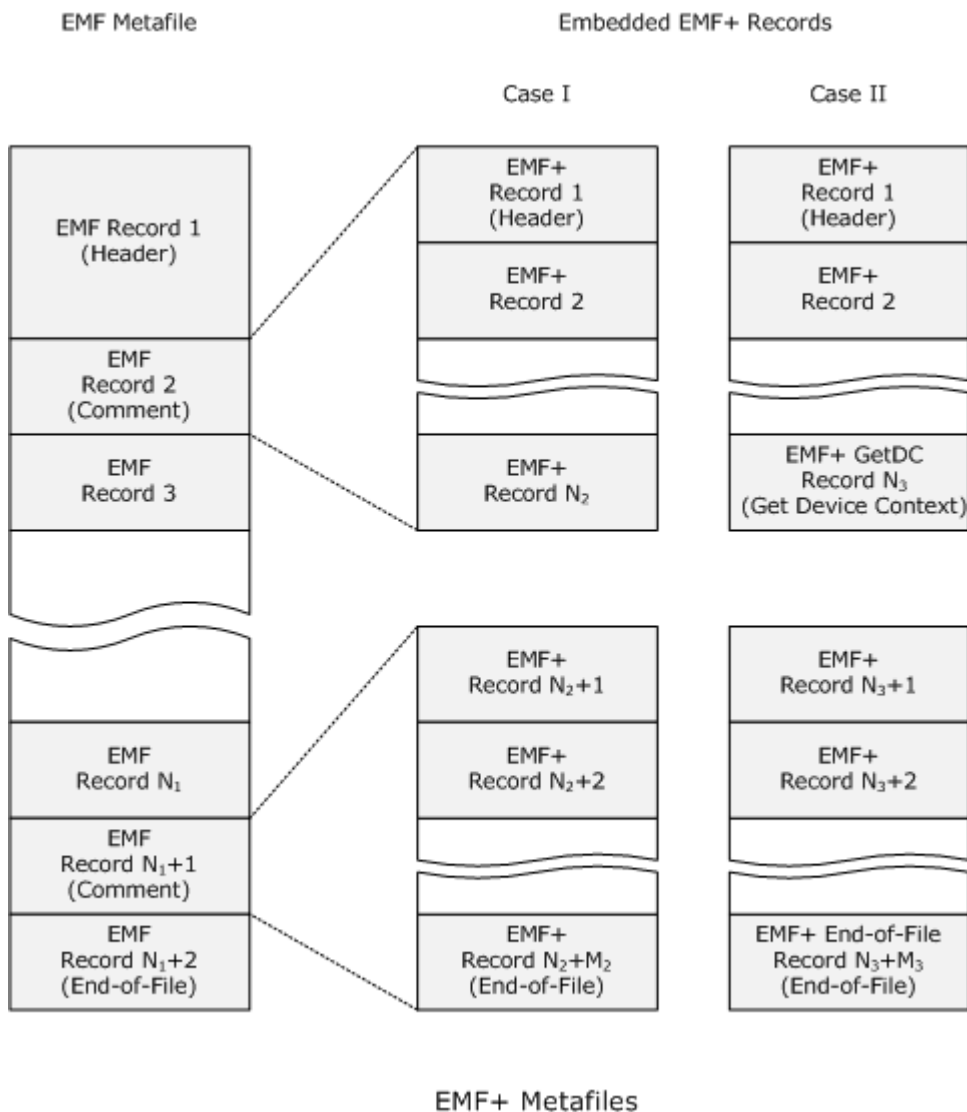 EMF Metafile
Embedded EMF+ Records
Case I
Case II
EMF Record 1
(Header)
EMF
Record 2
(Comment)
EMF
Record 3
EMF
Record N₁
EMF
Record N₁+1
(Comment)
EMF
Record N₁+2
(End-of-File)
EMF+
Record 1
(Header)
EMF+
Record 2
EMF+
Record N₂
EMF+
Record N₂+1
EMF+
Record N₂+2
EMF+
Record N₂+M₂
(End-of-File)
EMF+
Record 1
(Header)
EMF+
Record 2
EMF+ GetDC
Record N₃
(Get Device Context)
EMF+
Record N₃+1
EMF+
Record N₃+2
EMF+ End-of-File
Record N₃+M₃
(End-of-File)
EMF+ Metafiles